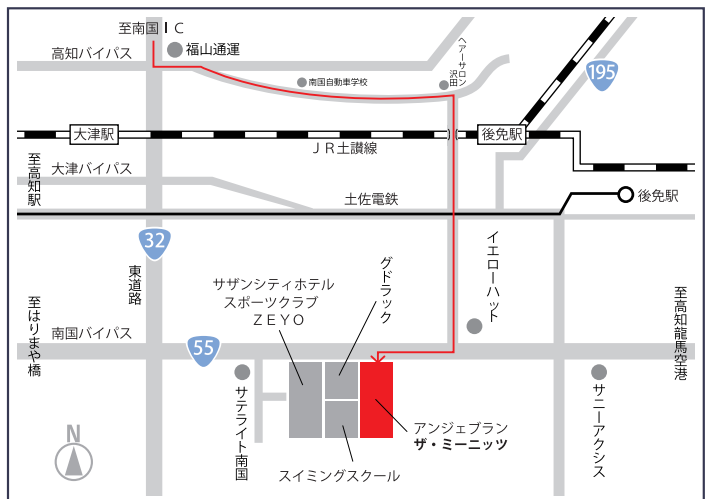 至南国IC
福山通運
高知バイパス
ヘアーサロン
沢田
南国自動車学校
195
大津駅
後免駅
JR土讃線
至高知駅
大津バイパス
土佐電鉄
後免駅
32
東道路
イエローハット
グドラック
サザンシティホテル
スポーツクラブ
ZEYO
至はりまや橋
南国バイパス
至高知龍馬空港
55
サテライト南国
サニーアクシス
アンジェブラン
ザ・ミーニッツ
スイミングスクール
N